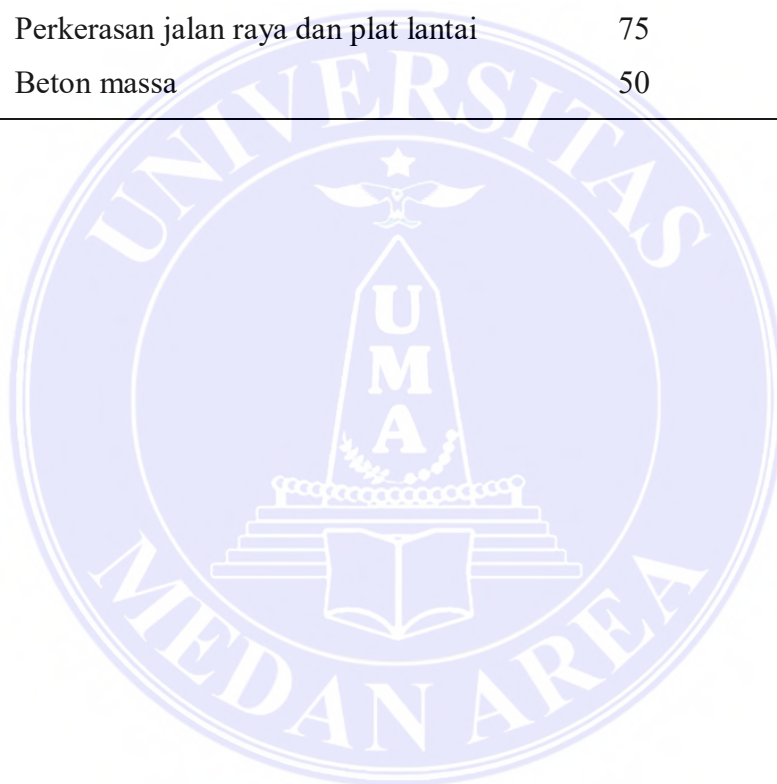 Perkerasan jalan raya dan plat lantai 75
Beton massa 50
UNIVERSITAS
U
M
A
MEDAN AREA